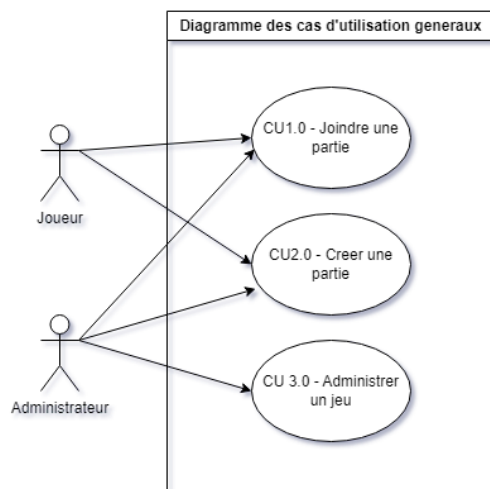 Diagramme des cas d'utilisation generaux
CU1.0 - Joindre une
partie
Joueur
CU2.0 - Creer une
partie
CU 3.0 - Administrer
un jeu
Administrateur